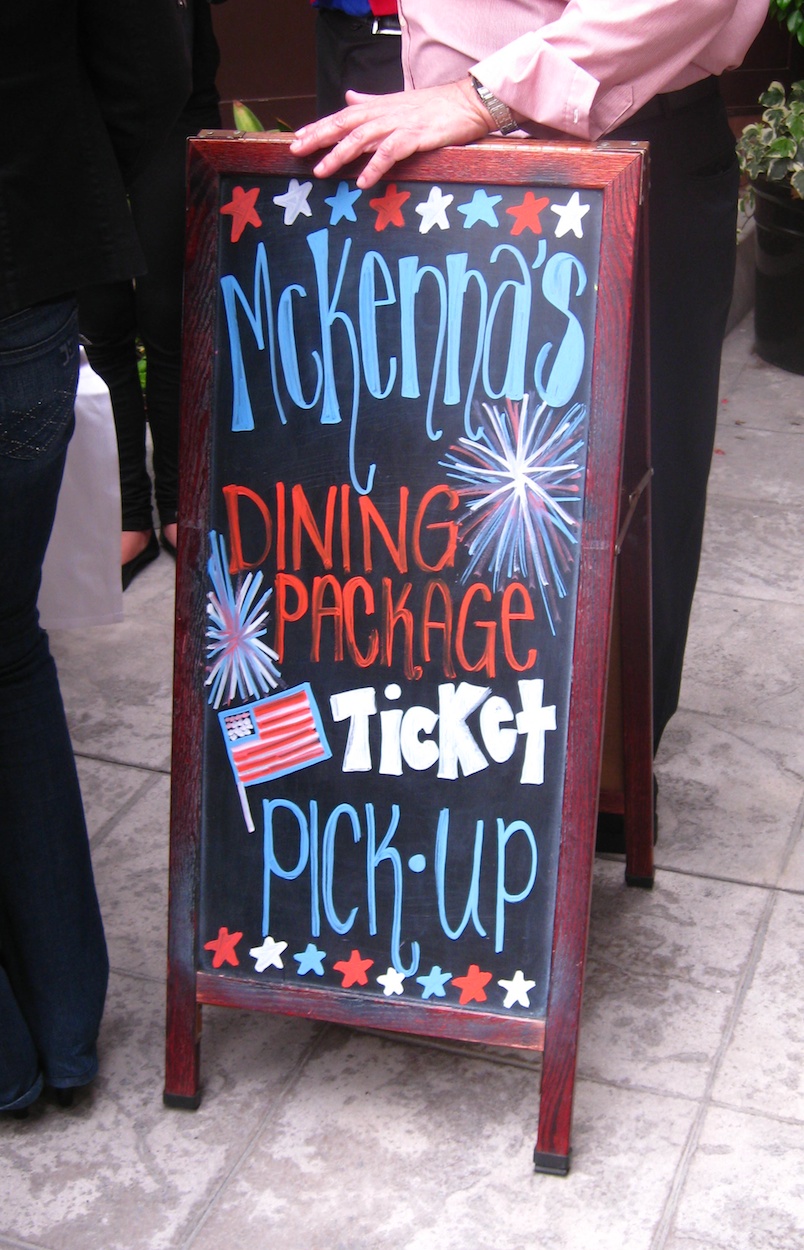 McKenna's
DINING
PACKAGE
Ticket
PICK-UP